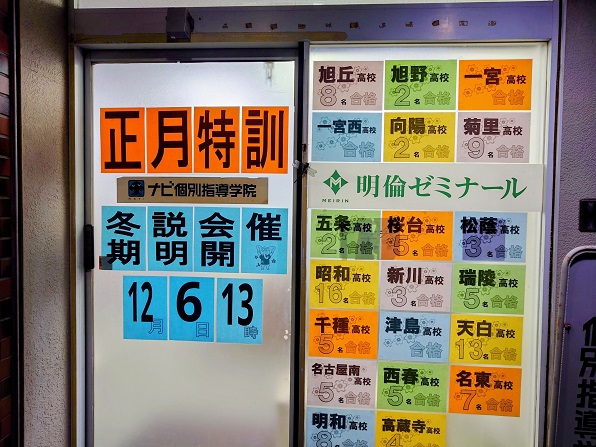 正月特訓
ナビ個別指導学院
冬期説明会開催
12月6日13時
旭丘高校 8名合格
旭野高校 2名合格
一宮高校 合格
一宮西高校 合格
向陽高校 2名合格
菊里高校 9名合格
明倫ゼミナール
MEIRIN
五条高校 2名合格
桜台高校 5名合格
松蔭高校 3名合格
昭和高校 16名合格
新川高校 3名合格
瑞陵高校 5名合格
千種高校 5名合格
津島高校 合格
天白高校 13名合格
名古屋南高校 5名合格
西春高校 5名合格
名東高校 7名合格
明和高校 8名
高蔵寺高校 4名
個別指導